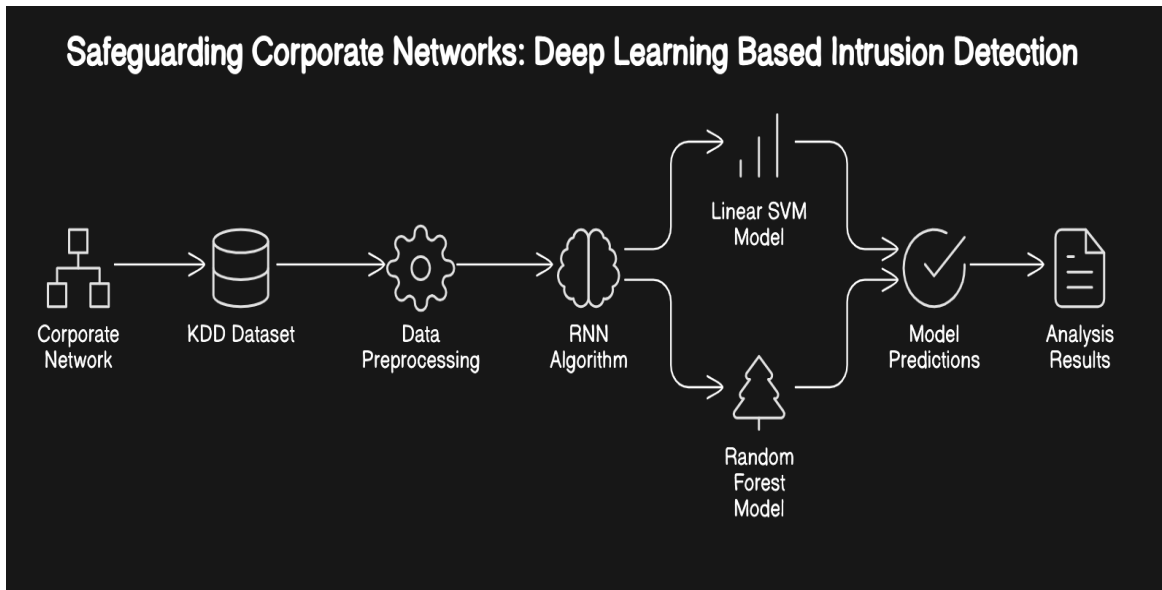 Safeguarding Corporate Networks: Deep Learning Based Intrusion Detection
Linear SVM
Model
Corporate
Network
KDD Dataset
Data
Preprocessing
RNN
Algorithm
Model
Predictions
Analysis
Results
Random
Forest
Model